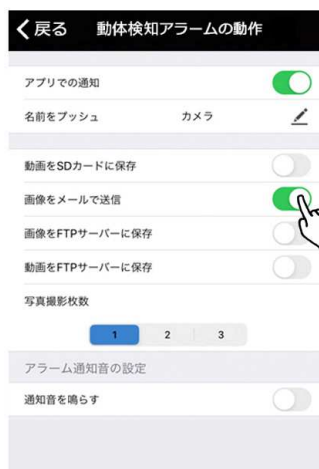 戻る 動体検知アラームの動作
アプリでの通知
名前をプッシュ カメラ
動画をSDカードに保存
画像をメールで送信
画像をFTPサーバーに保存
動画をFTPサーバーに保存
写真撮影枚数
1 2 3
アラーム通知音の設定
通知音を鳴らす